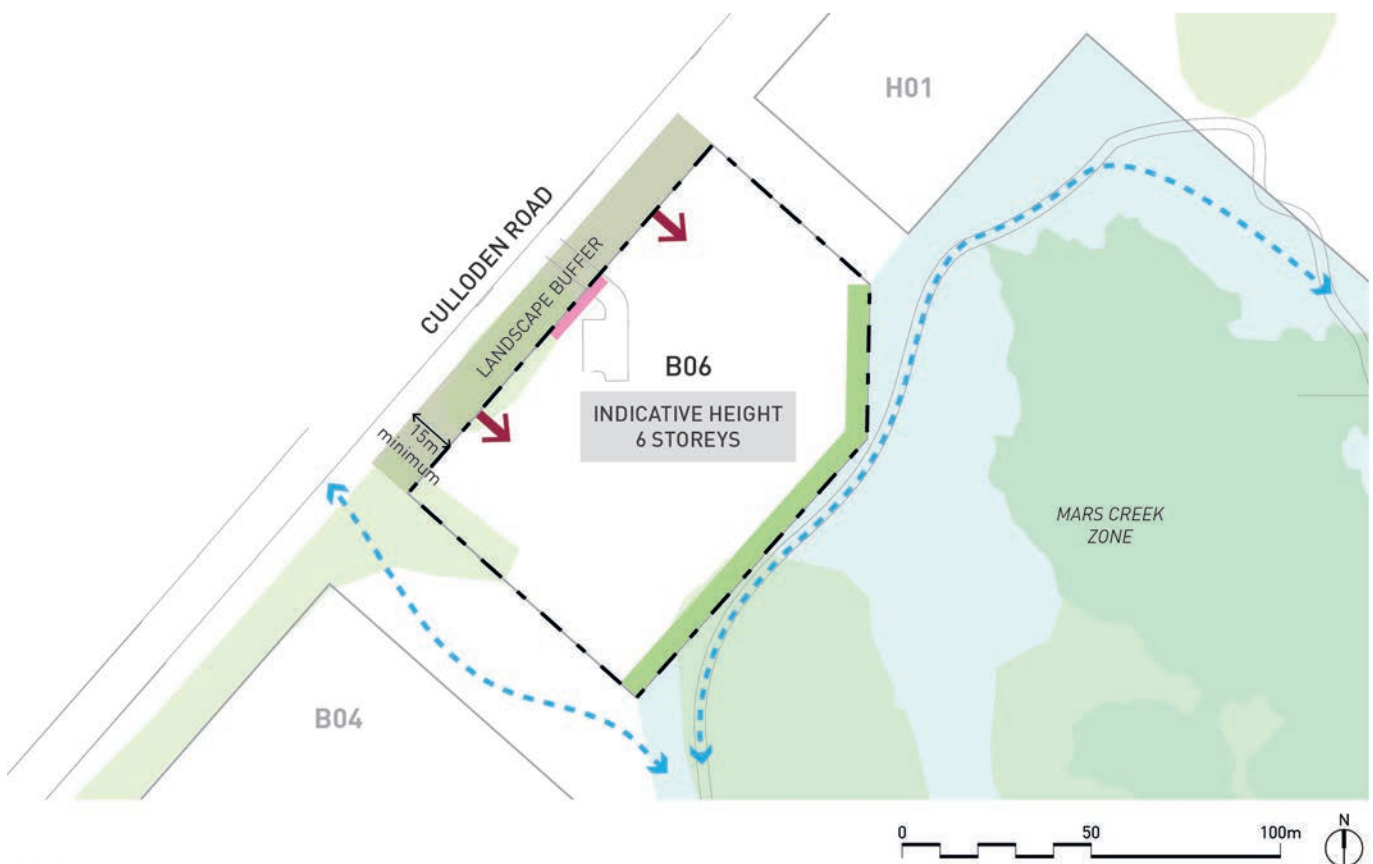 H01
CULLODEN ROAD
LANDSCAPE BUFFER
B06
INDICATIVE HEIGHT
6 STOREYS
15m
minimum
MARS CREEK
ZONE
B04
0 50 100m
N